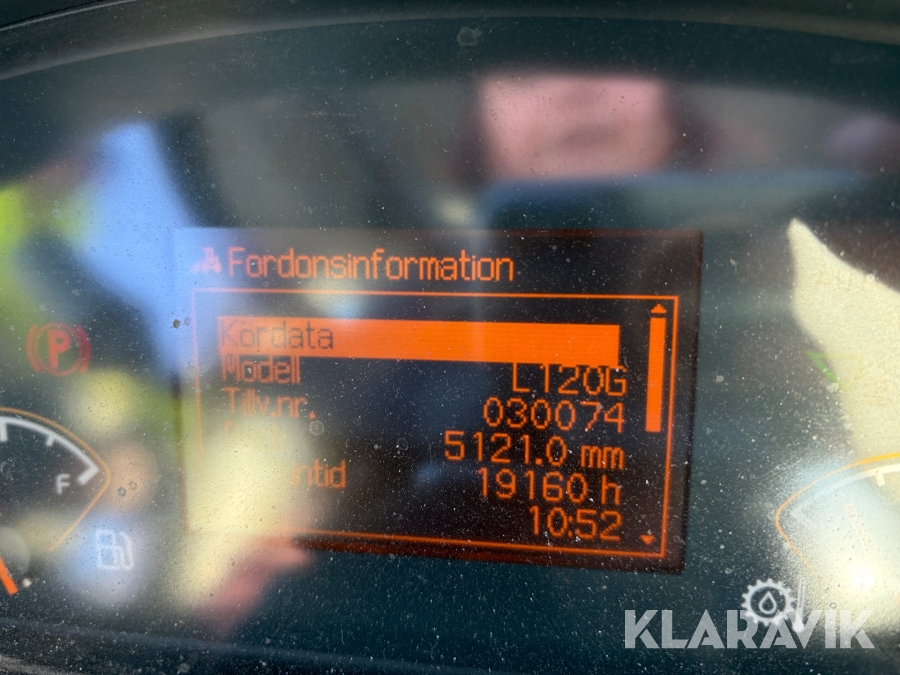 Fordonsinformation
Kördata
Modell L120G
Tillv.nr. 030074
5121.0 mm
19160 h
10:52
P
F
KLARAVIK